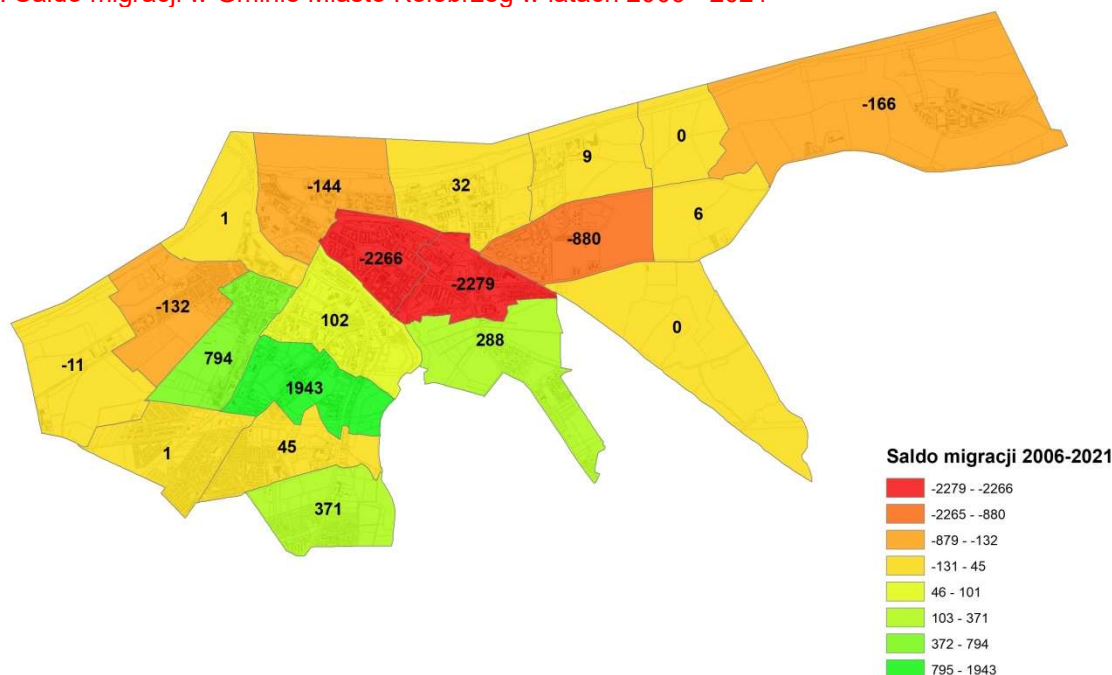 Saldo migracji w Gminie Miasto Kołobrzeg w latach 2006 - 2021
-166
0
9
32
-144
6
1
-880
-2266
-2279
-132
102
0
288
794
-11
1943
45
1
371
Saldo migracji 2006-2021
-2279 - -2266
-2265 - -880
-879 - -132
-131 - 45
46 - 101
103 - 371
372 - 794
795 - 1943